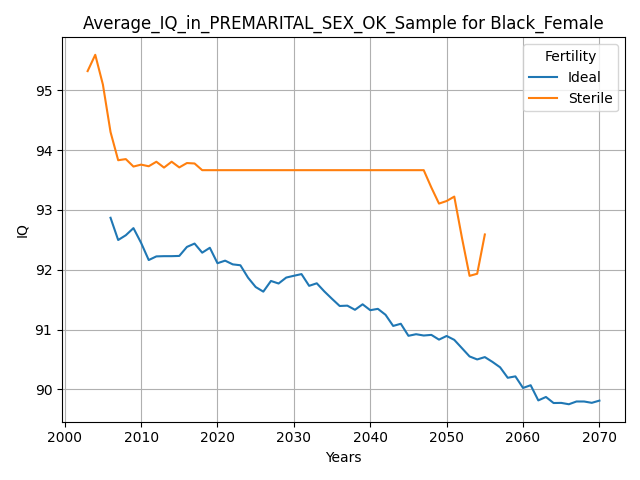 Average_IQ_in_PREMARITAL_SEX_OK_Sample for Black_Female
Fertility
Ideal
Sterile
IQ
95
94
93
92
91
90
2000 2010 2020 2030 2040 2050 2060 2070
Years